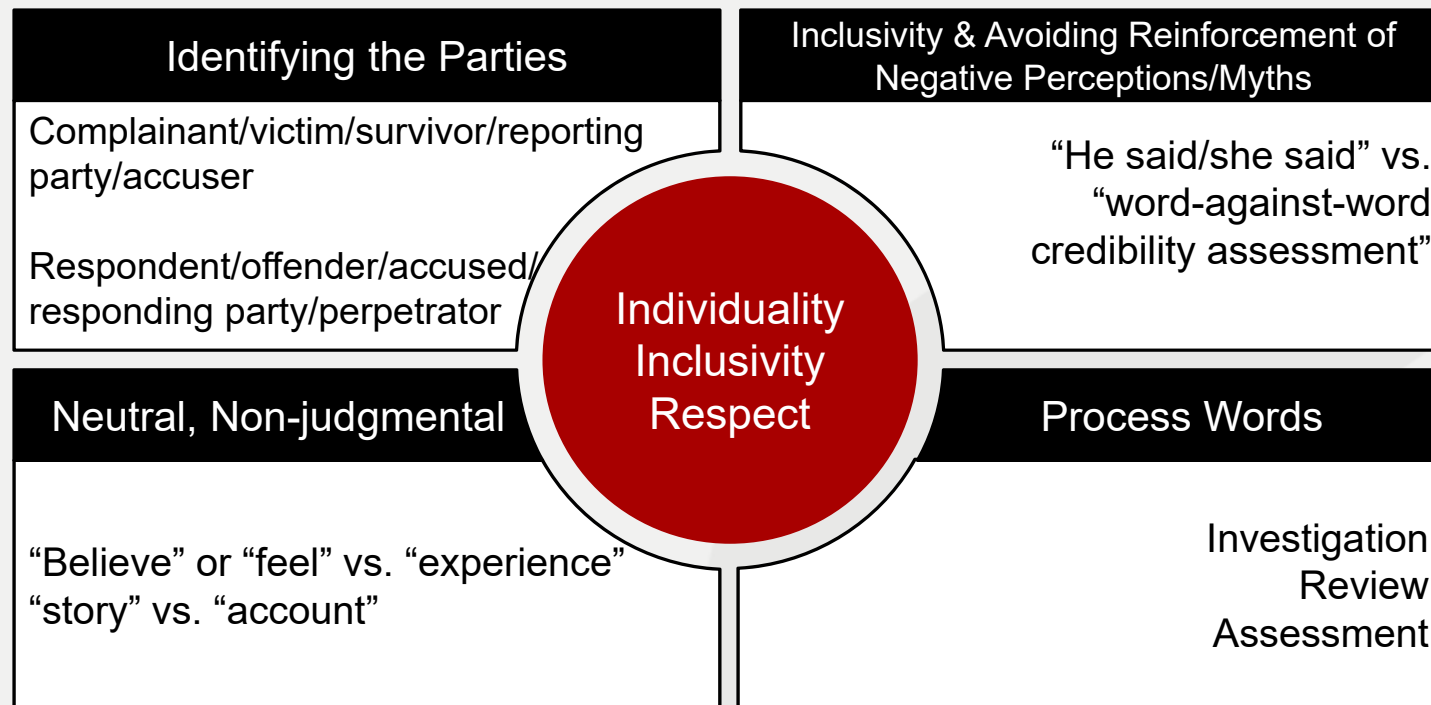 Identifying the Parties
Complainant/victim/survivor/reporting
party/accuser
Respondent/offender/accused/
responding party/perpetrator
Inclusivity & Avoiding Reinforcement of
Negative Perceptions/Myths
“He said/she said” vs.
“word-against-word
credibility assessment”
Individuality
Inclusivity
Respect
Neutral, Non-judgmental
“Believe” or “feel” vs. “experience”
“story” vs. “account”
Process Words
Investigation
Review
Assessment